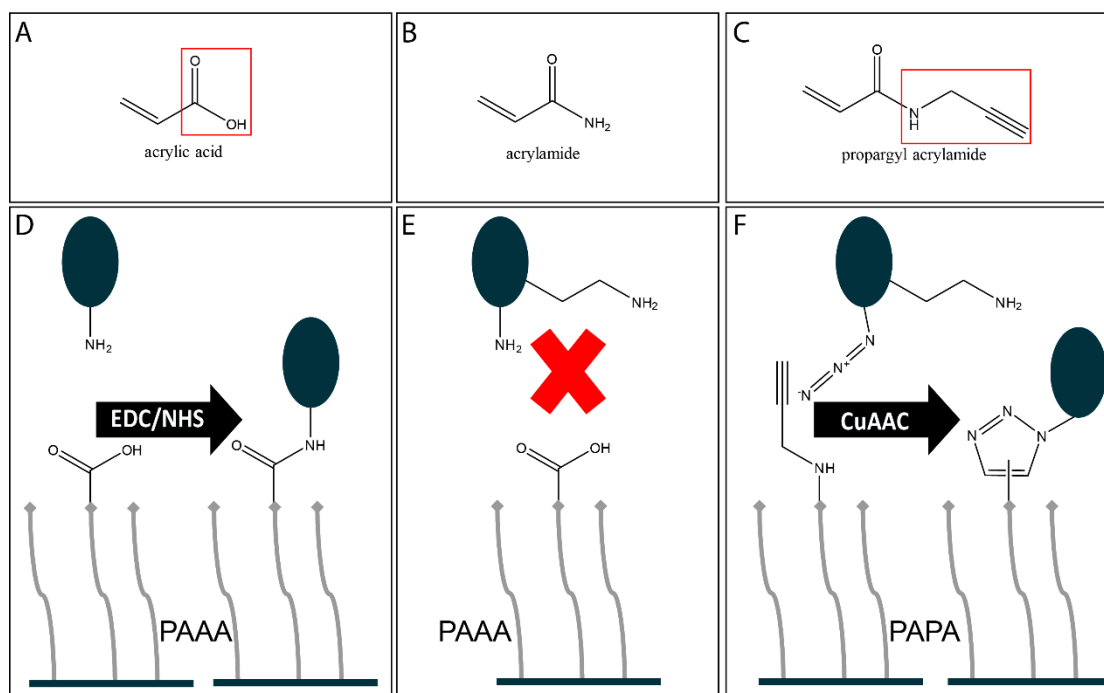 A
O
OH
acrylic acid
B
O
NH2
acrylamide
C
O
N
H
propargyl acrylamide
D
NH2
EDC/NHS
O
OH
O
NH
PAAA
E
NH2
NH2
O
OH
PAAA
F
NH2
N
N+
-N
CuAAC
N
N
N
NH
PAPA